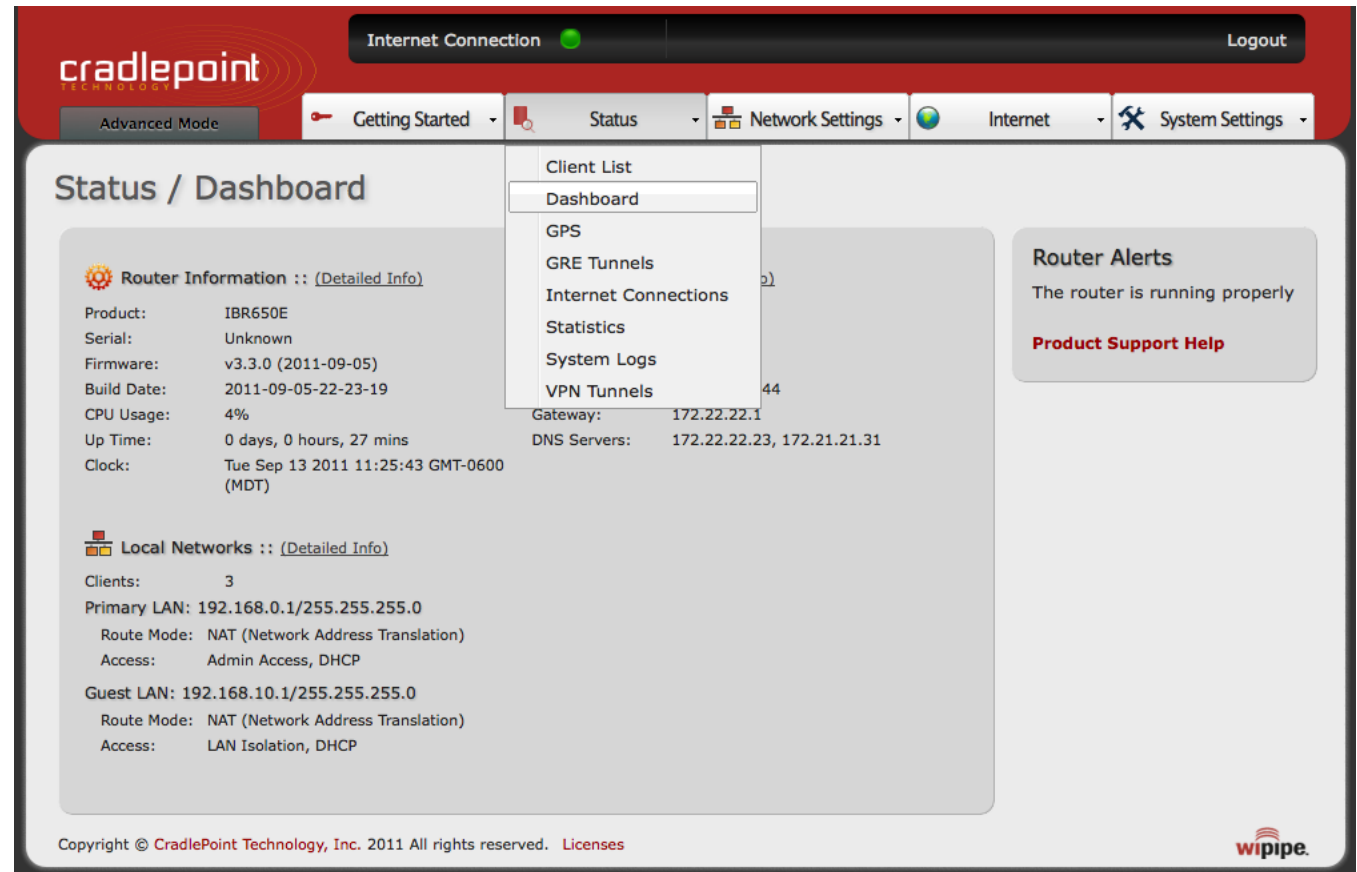 Internet Connection
Logout
cradlepoint
TECHNOLOGY
Advanced Mode
Getting Started
Status
Network Settings
Internet
System Settings
Client List
Dashboard
GPS
GRE Tunnels
Internet Connections
Statistics
System Logs
VPN Tunnels
Status / Dashboard
Router Information :: (Detailed Info)
Product: IBR650E
Serial: Unknown
Firmware: v3.3.0 (2011-09-05)
Build Date: 2011-09-05-22-23-19
CPU Usage: 4%
Up Time: 0 days, 0 hours, 27 mins
Clock: Tue Sep 13 2011 11:25:43 GMT-0600
(MDT)
44
Gateway: 172.22.22.1
DNS Servers: 172.22.22.23, 172.21.21.31
Local Networks :: (Detailed Info)
Clients: 3
Primary LAN: 192.168.0.1/255.255.255.0
Route Mode: NAT (Network Address Translation)
Access: Admin Access, DHCP
Guest LAN: 192.168.10.1/255.255.255.0
Route Mode: NAT (Network Address Translation)
Access: LAN Isolation, DHCP
Router Alerts
The router is running properly
Product Support Help
Copyright © CradlePoint Technology, Inc. 2011 All rights reserved. Licenses
wipipe.